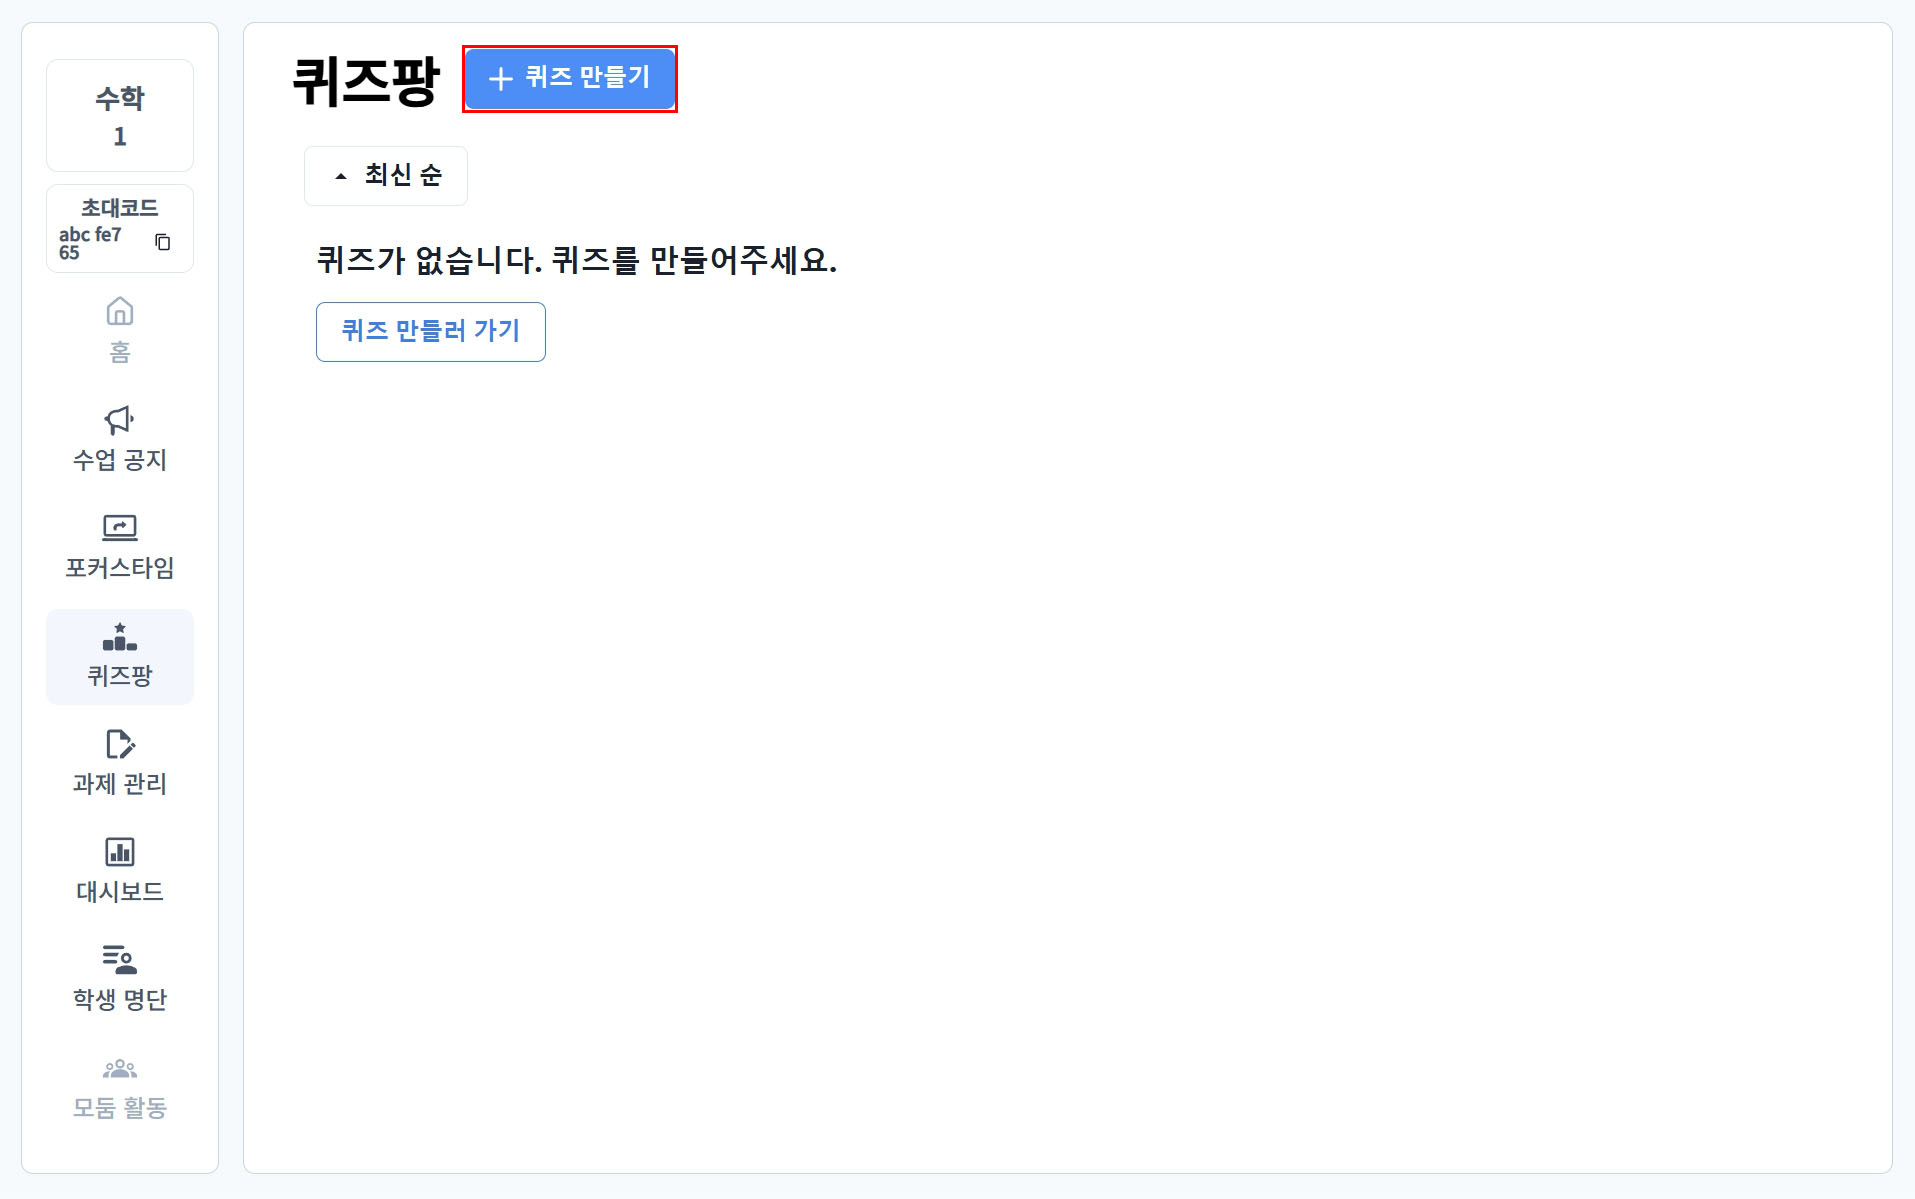 수학
1
초대코드
abc fe7
65
홈
수업 공지
포커스타임
퀴즈팡
과제 관리
대시보드
학생 명단
모둠 활동
퀴즈팡
퀴즈 만들기
최신 순
퀴즈가 없습니다. 퀴즈를 만들어주세요.
퀴즈 만들러 가기